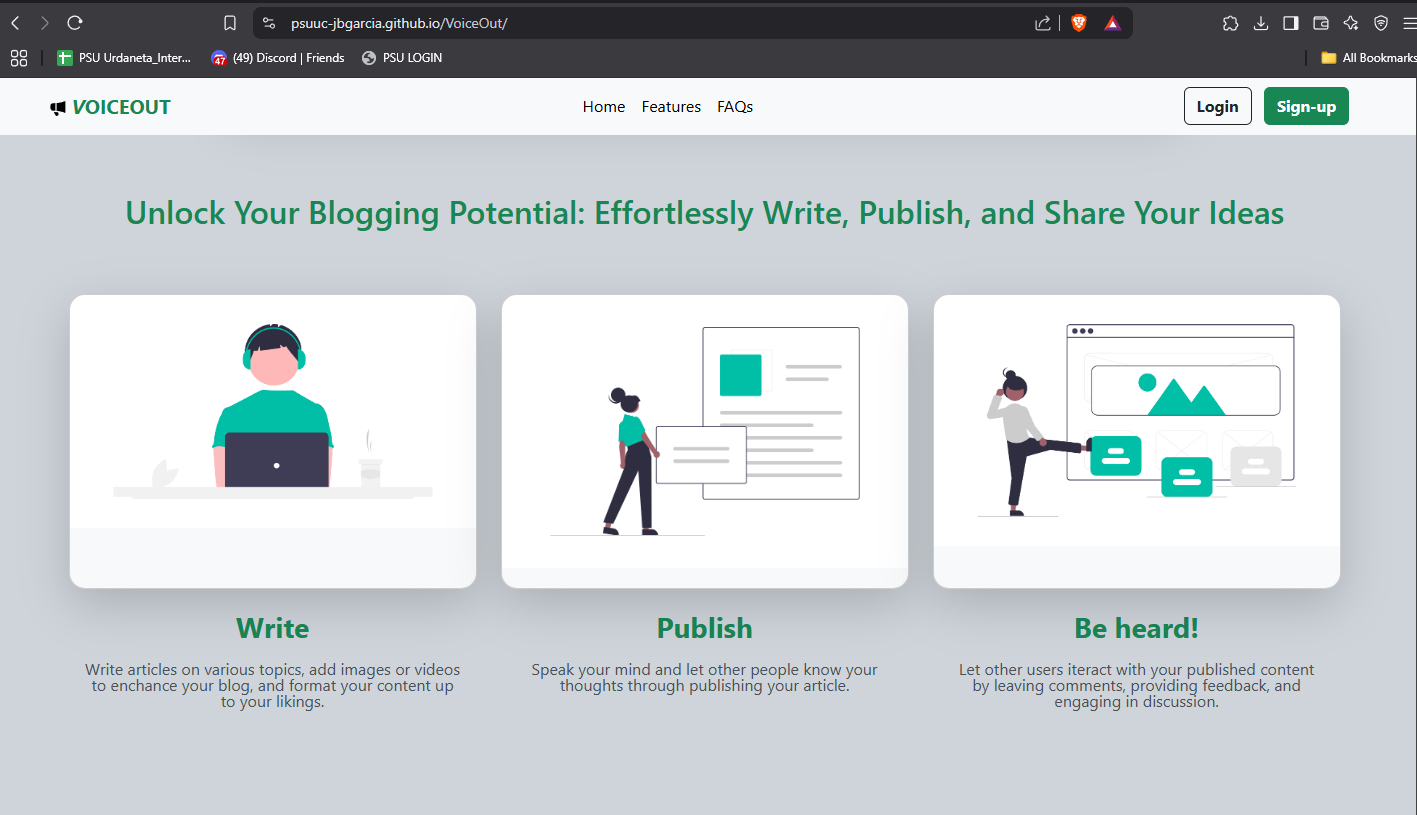 psuuc-jbgarcia.github.io/VoiceOut/
PSU Urdaneta_Inter...
47
(49) Discord | Friends
PSU LOGIN
All Bookmarks
VOICEOUT
Home
Features
FAQs
Login
Sign-up
Unlock Your Blogging Potential: Effortlessly Write, Publish, and Share Your Ideas
Write
Write articles on various topics, add images or videos
to enchance your blog, and format your content up
to your likings.
Publish
Speak your mind and let other people know your
thoughts through publishing your article.
Be heard!
Let other users iteract with your published content
by leaving comments, providing feedback, and
engaging in discussion.